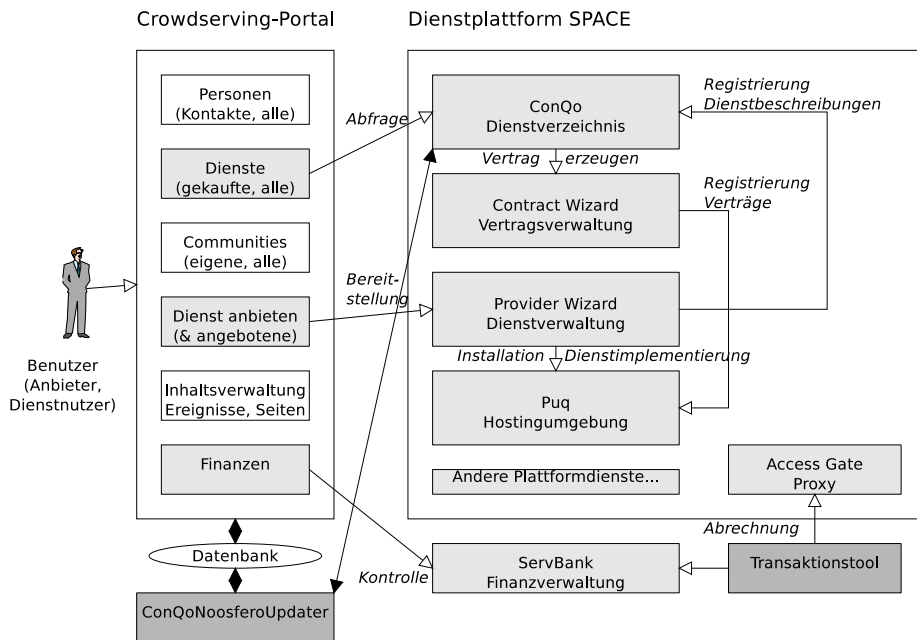 Crowdserving-Portal
Dienstplattform SPACE
Personen
(Kontakte, alle)
Dienste
(gekaufte, alle)
Communities
(eigene, alle)
Dienst anbieten
(& angebotene)
Inhaltsverwaltung
Ereignisse, Seiten
Finanzen
Benutzer
(Anbieter,
Dienstnutzer)
Abfrage
Bereit-
stellung
Kontrolle
ConQo
Dienstverzeichnis
Vertrag erzeugen
Contract Wizard
Vertragsverwaltung
Provider Wizard
Dienstverwaltung
Installation Dienstimplementierung
Puq
Hostingumgebung
Andere Plattformdienste...
Registrierung
Dienstbeschreibungen
Registrierung
Verträge
Access Gate
Proxy
Abrechnung
Datenbank
ConQoNoosferoUpdater
ServBank
Finanzverwaltung
Transaktionstool